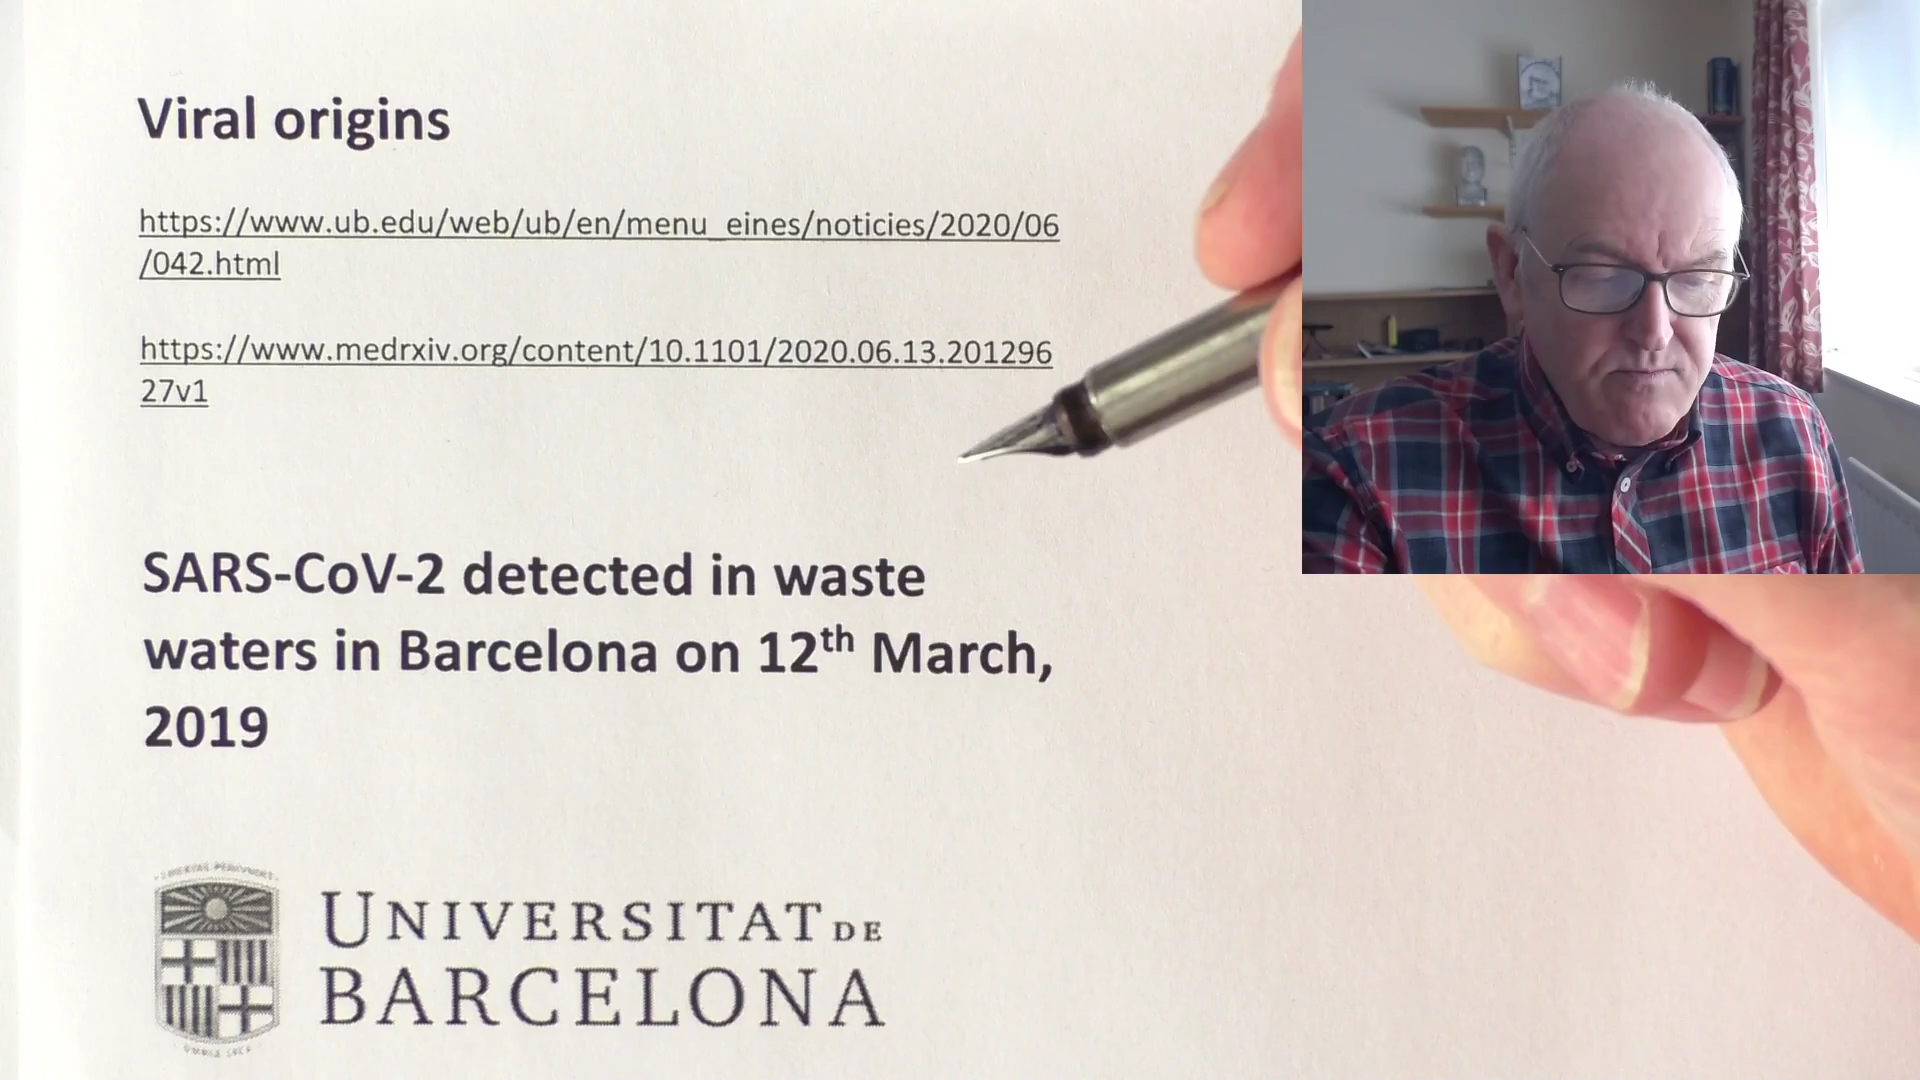 Viral origins
https://www.ub.edu/web/ub/en/menu_eines/noticies/2020/06
/042.html
https://www.medrxiv.org/content/10.1101/2020.06.13.201296
27v1
SARS-CoV-2 detected in waste
waters in Barcelona on 12th March,
2019
UNIVERSITAT DE
BARCELONA